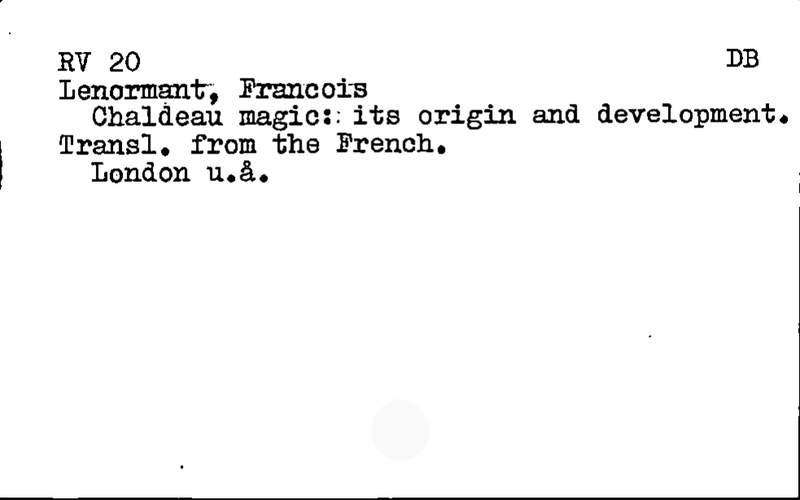 RV 20 DB
Lenormant, Francois
Chaldeau magic: its origin and development.
Transl. from the French.
London u.å.